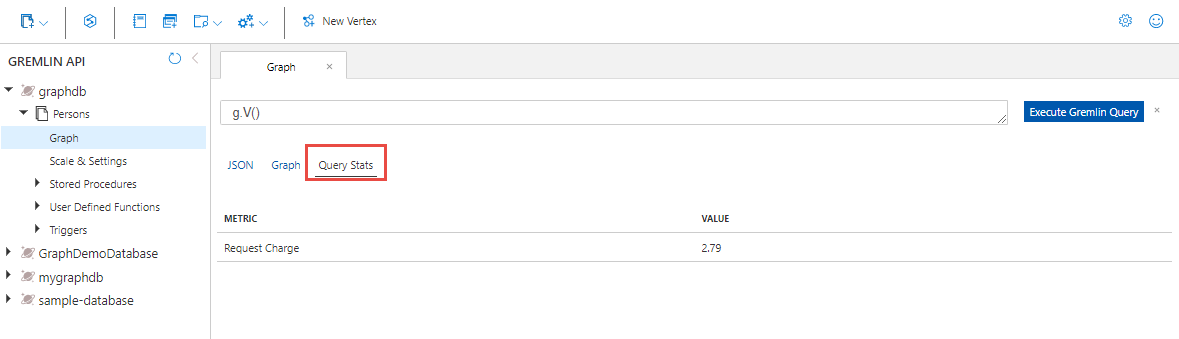 New Vertex
GREMLIN API
graphdb
Persons
Graph
Scale & Settings
Stored Procedures
User Defined Functions
Triggers
GraphDemoDatabase
mygraphdb
sample-database
Graph
g.V()
Execute Gremlin Query
JSON Graph Query Stats
METRIC VALUE
Request Charge 2.79